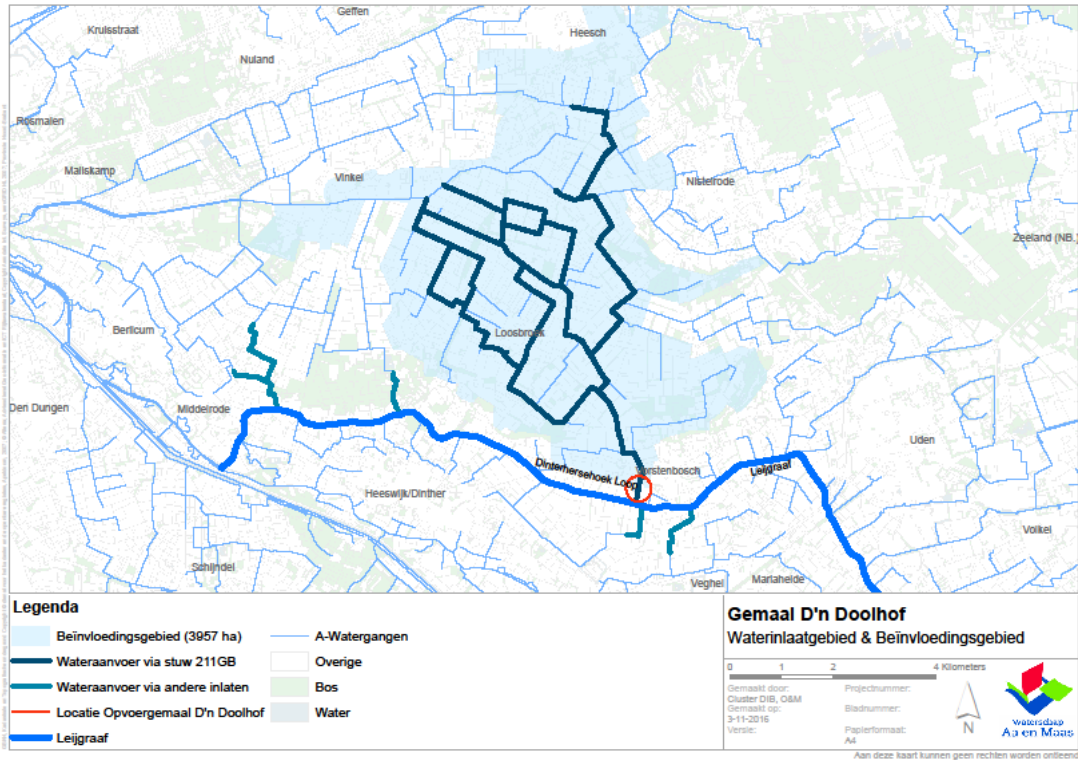 Geffen
Kruisstraat
Heesch
Nuland
Rosmalen
Maliskamp
Vinkel
Nistelrode
Zeeland (NB.)
Berlicum
Loosbroek
Den Dungen
Middelrode
Uden
Dinterhersehoek Loop
Vorstenbosch
Leijgraaf
Heeswijk/Dinther
Volkel
Schijndel
Veghel
Mariaheide
Legenda
Beïnvloedingsgebied (3957 ha)
Wateraanvoer via stuw 211GB
Wateraanvoer via andere inlaten
Locatie Opvoergemaal D'n Doolhof
Leijgraaf
A-Watergangen
Overige
Bos
Water
Gemaal D'n Doolhof
Waterinlaatgebied & Beïnvloedingsgebied
0 1 2 4 Kilometers
Gemaakt door:
Cluster DIB, O&M
Gemaakt op:
3-11-2016
Versie:
Projectnummer:
Bladnummer:
Papierformaat:
A4
N
waterschap
Aa en Maas
Aan deze kaart kunnen geen rechten worden ontleend